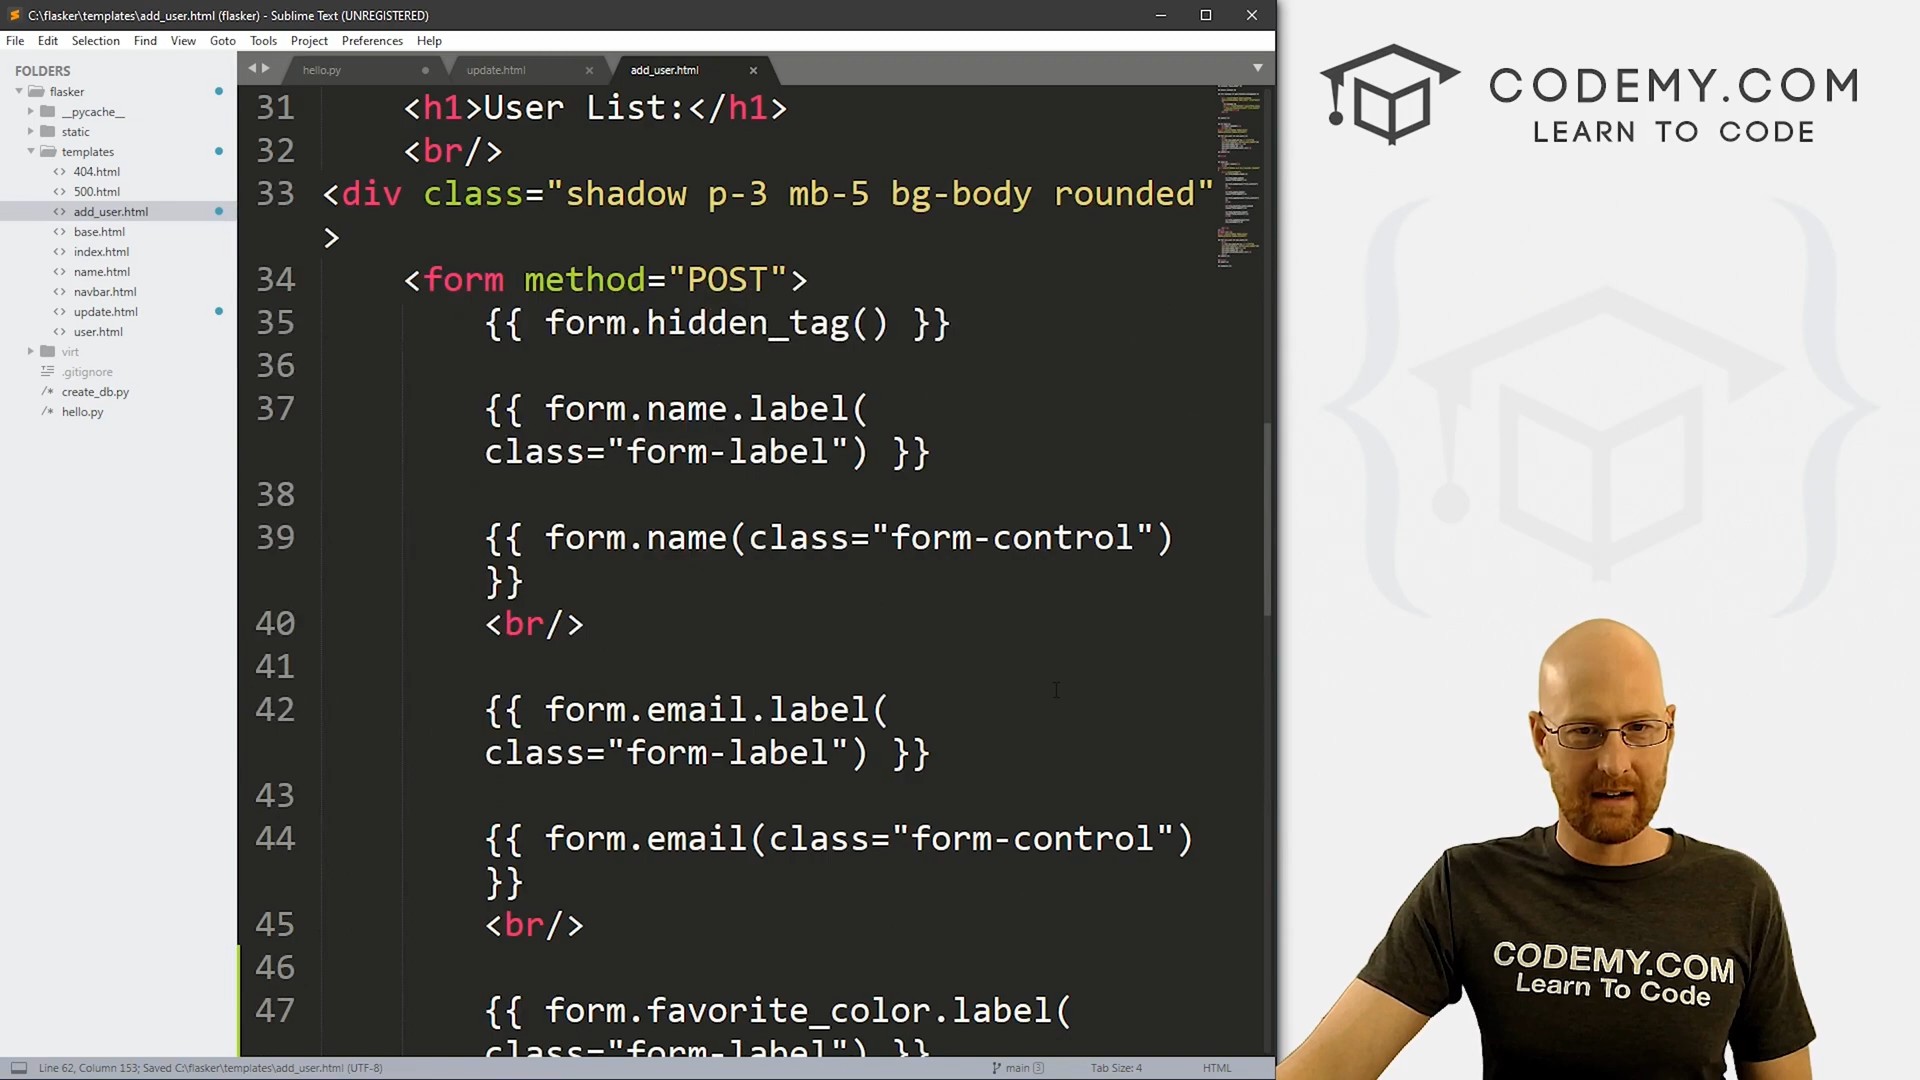 C:\flasker\templates\add_user.html (flasker) - Sublime Text (UNREGISTERED)
File Edit Selection Find View Goto Tools Project Preferences Help
FOLDERS
flasker
__pycache__
static
templates
404.html
500.html
add_user.html
base.html
index.html
name.html
navbar.html
update.html
user.html
virt
.gitignore
create_db.py
hello.py
hello.py update.html add_user.html
31 <h1>User List:</h1>
32 <br/>
33 <div class="shadow p-3 mb-5 bg-body rounded"
>
34 <form method="POST">
35 {{ form.hidden_tag() }}
36
37 {{ form.name.label(
class="form-label") }}
38
39 {{ form.name(class="form-control")
}}
40 <br/>
41
42 {{ form.email.label(
class="form-label") }}
43
44 {{ form.email(class="form-control")
}}
45 <br/>
46
47 {{ form.favorite_color.label(
class="form-label") }}
Line 62, Column 153; Saved C:\flasker\templates\add_user.html (UTF-8) main 3 Tab Size: 4 HTML
CODEMY.COM
LEARN TO CODE
CODEMY.COM
Learn To Code